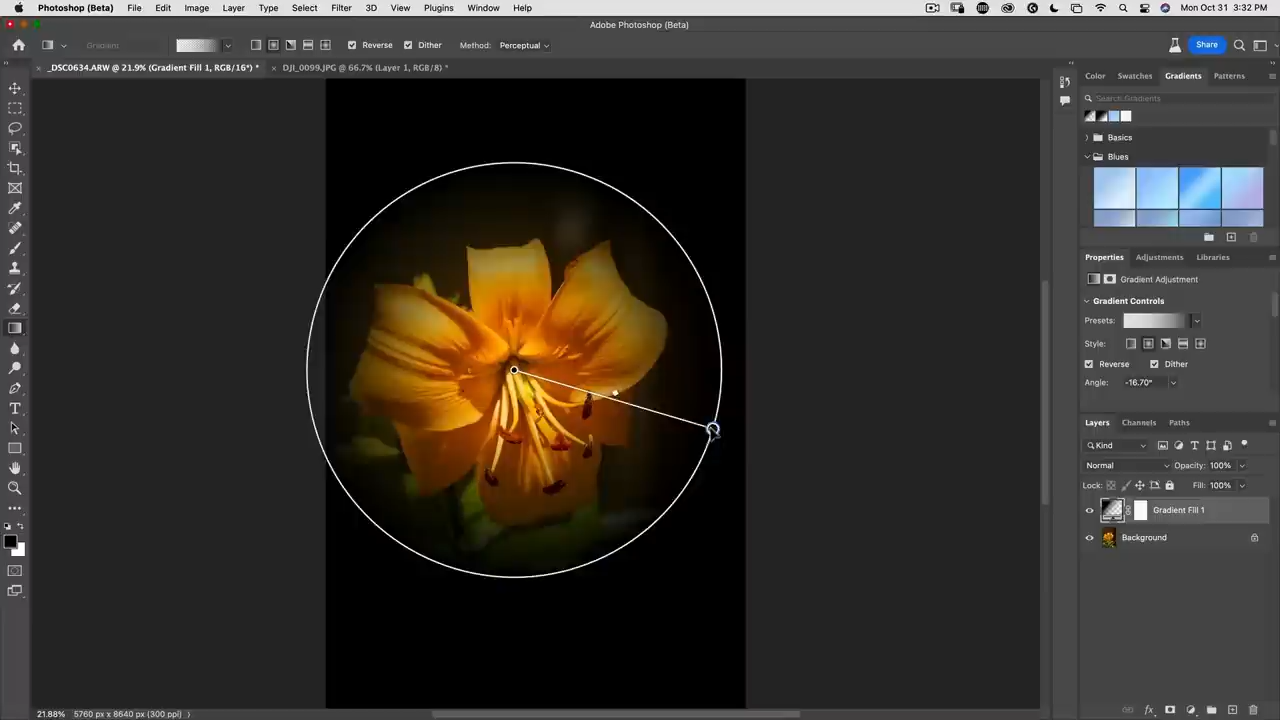 Photoshop (Beta) File Edit Image Layer Type Select Filter 3D View Plugins Window Help Mon Oct 31 3:32 PM
Adobe Photoshop (Beta)
Gradient Reverse Dither Method: Perceptual Share
_DSC0634.ARW @ 21.9% (Gradient Fill 1, RGB/16*) * DJI_0099.JPG @ 66.7% (Layer 1, RGB/8) *
Color Swatches Gradients Patterns
Search Gradients
Basics
Blues
Properties Adjustments Libraries
Gradient Adjustment
Gradient Controls
Presets:
Style:
Reverse Dither
Angle: -16.70°
Layers Channels Paths
Kind
Normal Opacity: 100%
Lock: Fill: 100%
Gradient Fill 1
Background
21.88% 5760 px x 8640 px (300 ppi)